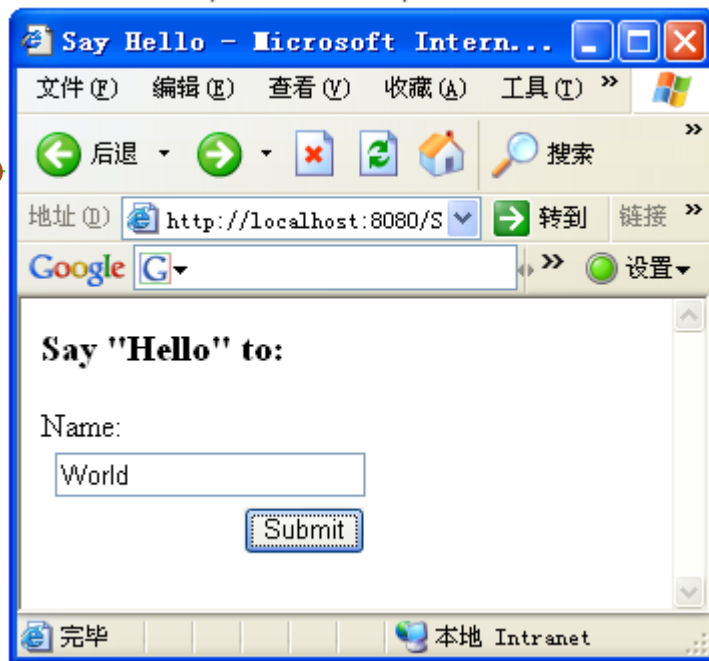 Say Hello - Microsoft Intern...
文件(F) 编辑(E) 查看(V) 收藏(A) 工具(T) »
后退 搜索 »
地址(D) http://localhost:8080/S 转到 链接 »
Google G » 设置
Say "Hello" to:
Name:
World
Submit
完毕 本地 Intranet